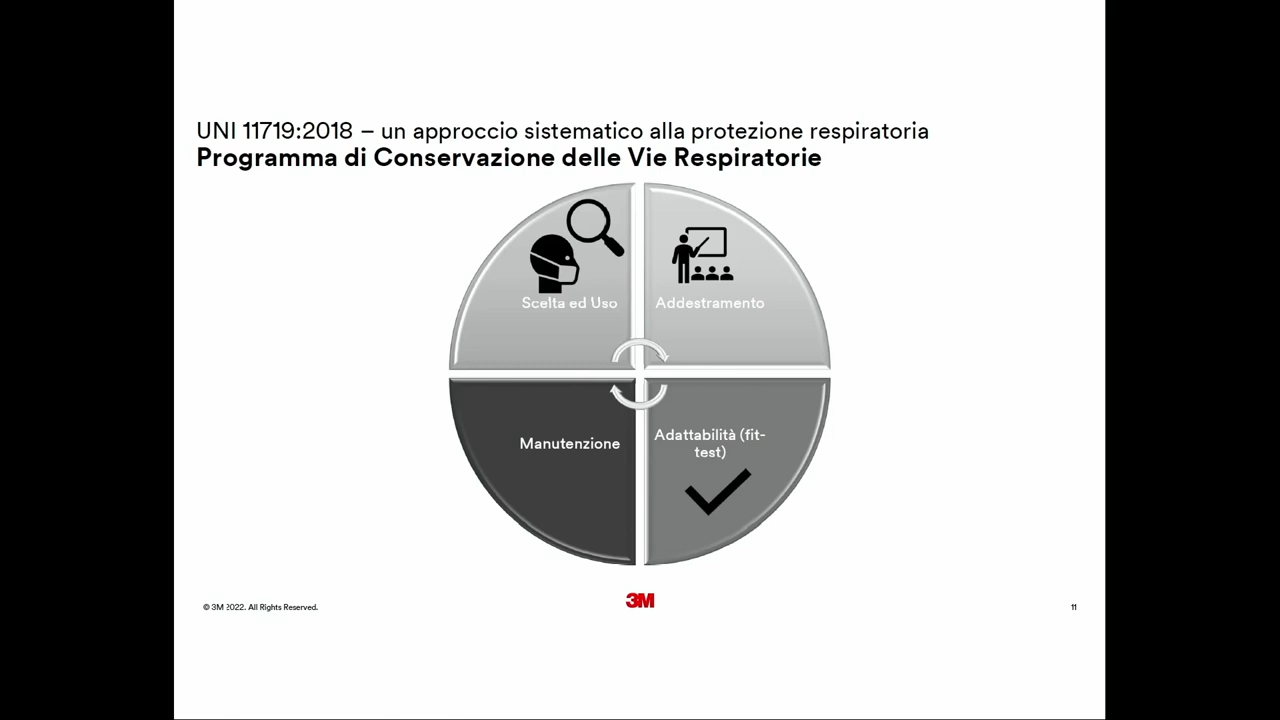 UNI 11719:2018 – un approccio sistematico alla protezione respiratoria
Programma di Conservazione delle Vie Respiratorie
Scelta ed Uso
Addestramento
Manutenzione
Adattabilità (fit-
test)
© 3M 2022. All Rights Reserved.
3M
11